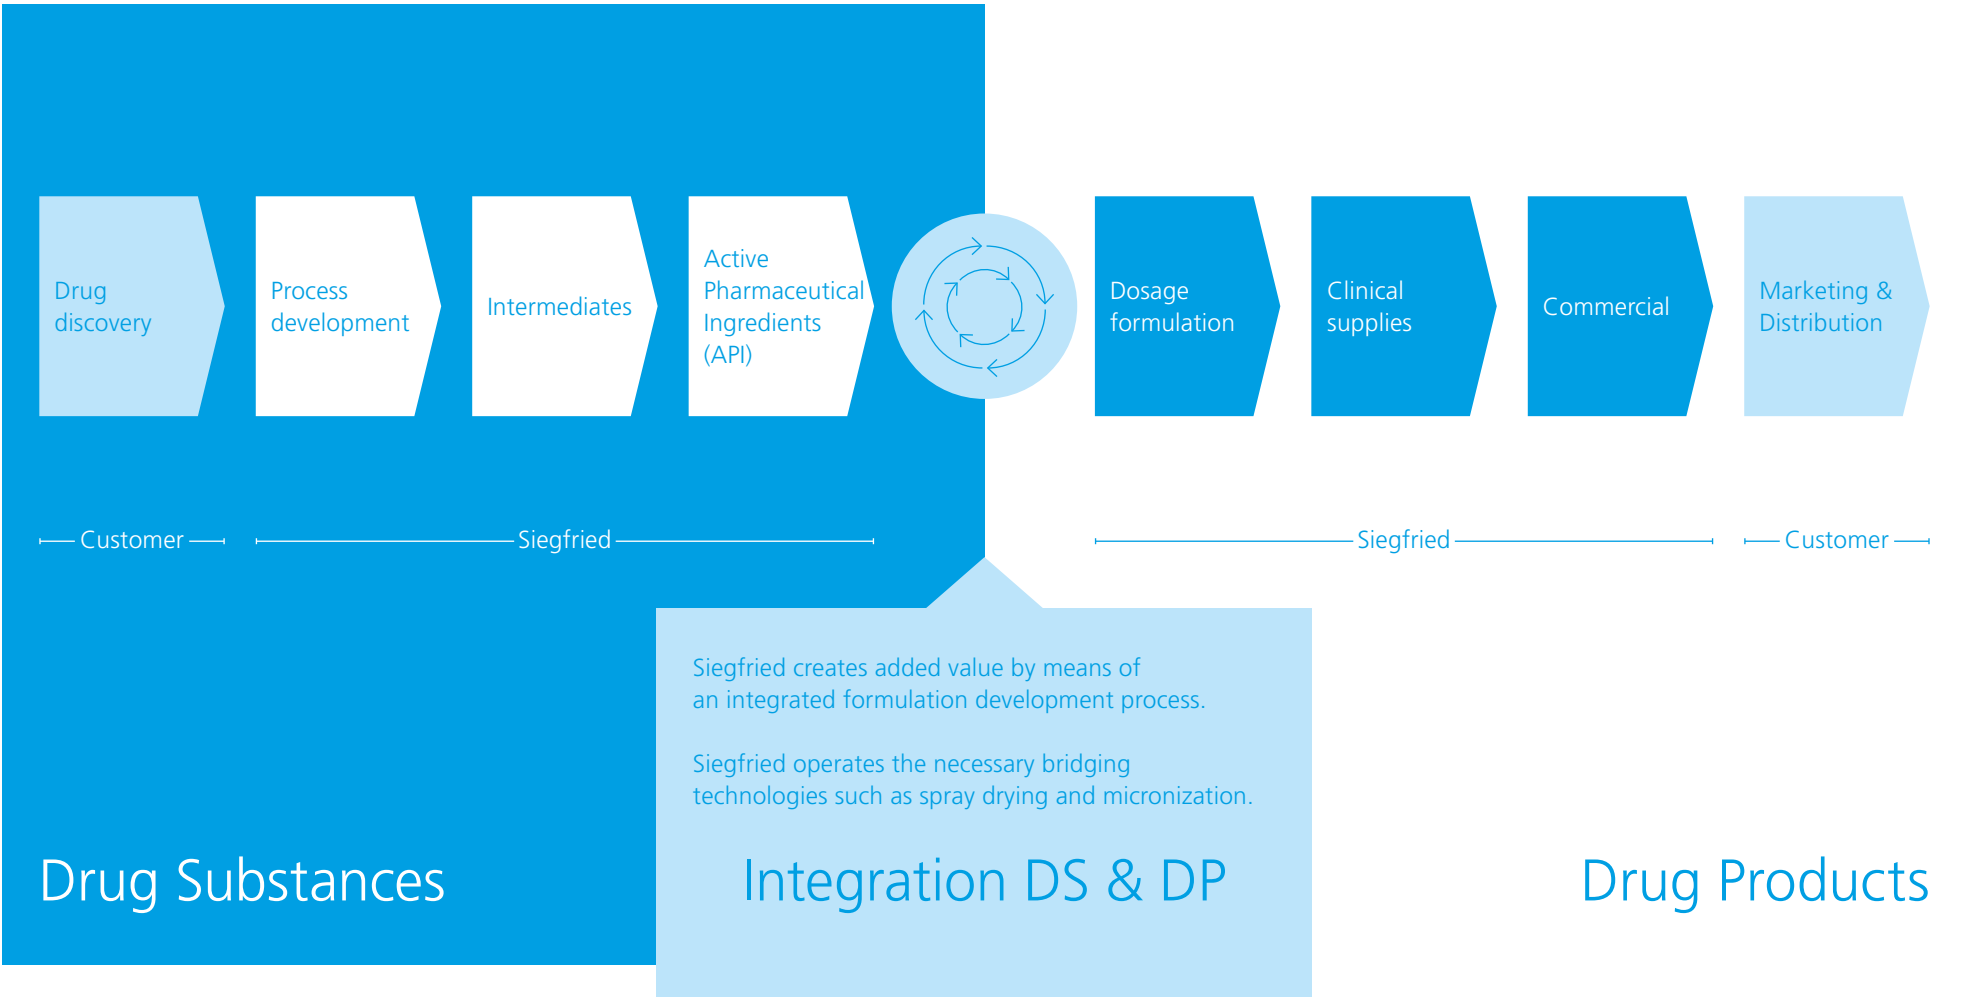 Drug
discovery
Process
development
Intermediates
Active
Pharmaceutical
Ingredients
(API)
Dosage
formulation
Clinical
supplies
Commercial
Marketing &
Distribution
Customer
Siegfried
Siegfried
Customer
Siegfried creates added value by means of
an integrated formulation development process.
Siegfried operates the necessary bridging
technologies such as spray drying and micronization.
Drug Substances
Integration DS & DP
Drug Products